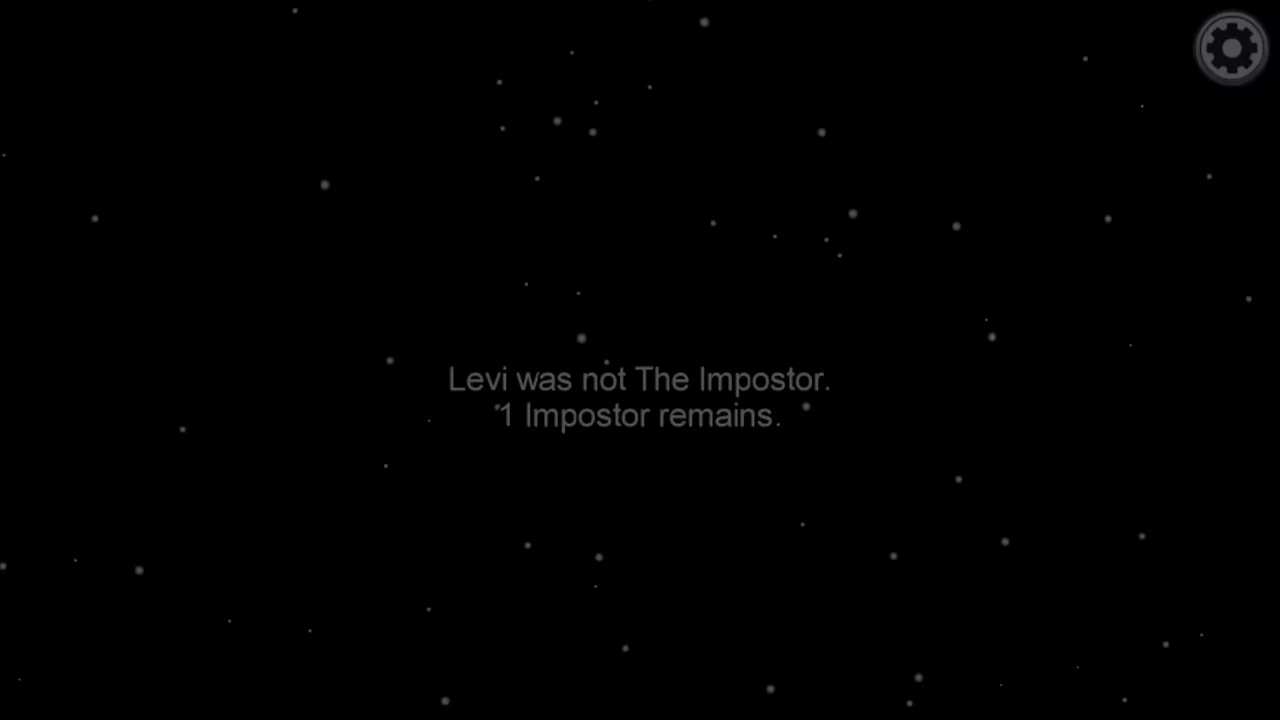 Levi was not The Impostor.
1 Impostor remains.